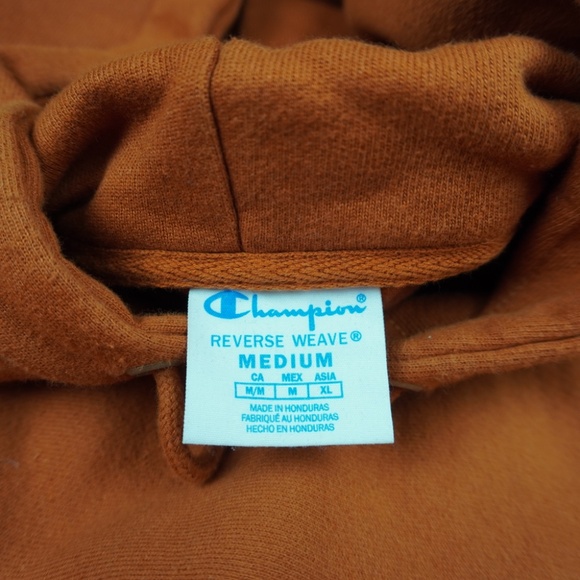 Champion®
REVERSE WEAVE®
MEDIUM
CA MEX ASIA
M/M M XL
MADE IN HONDURAS
FABRIQUÉ AU HONDURAS
HECHO EN HONDURAS